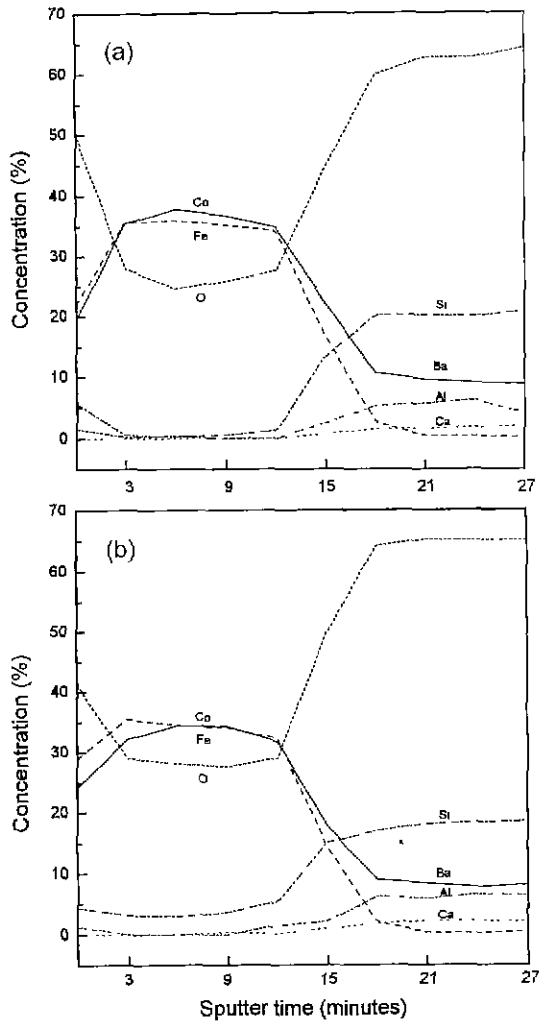 70
(a)
60
50
Concentration (%)
40
Co
Fe
30
O
20
Si
10
Ba
Al
Ca
0
3 9 15 21 27
70
(b)
60
50
Concentration (%)
40
Co
Fe
30
O
20
Si
10
Ba
Al
Ca
0
3 9 15 21 27
Sputter time (minutes)